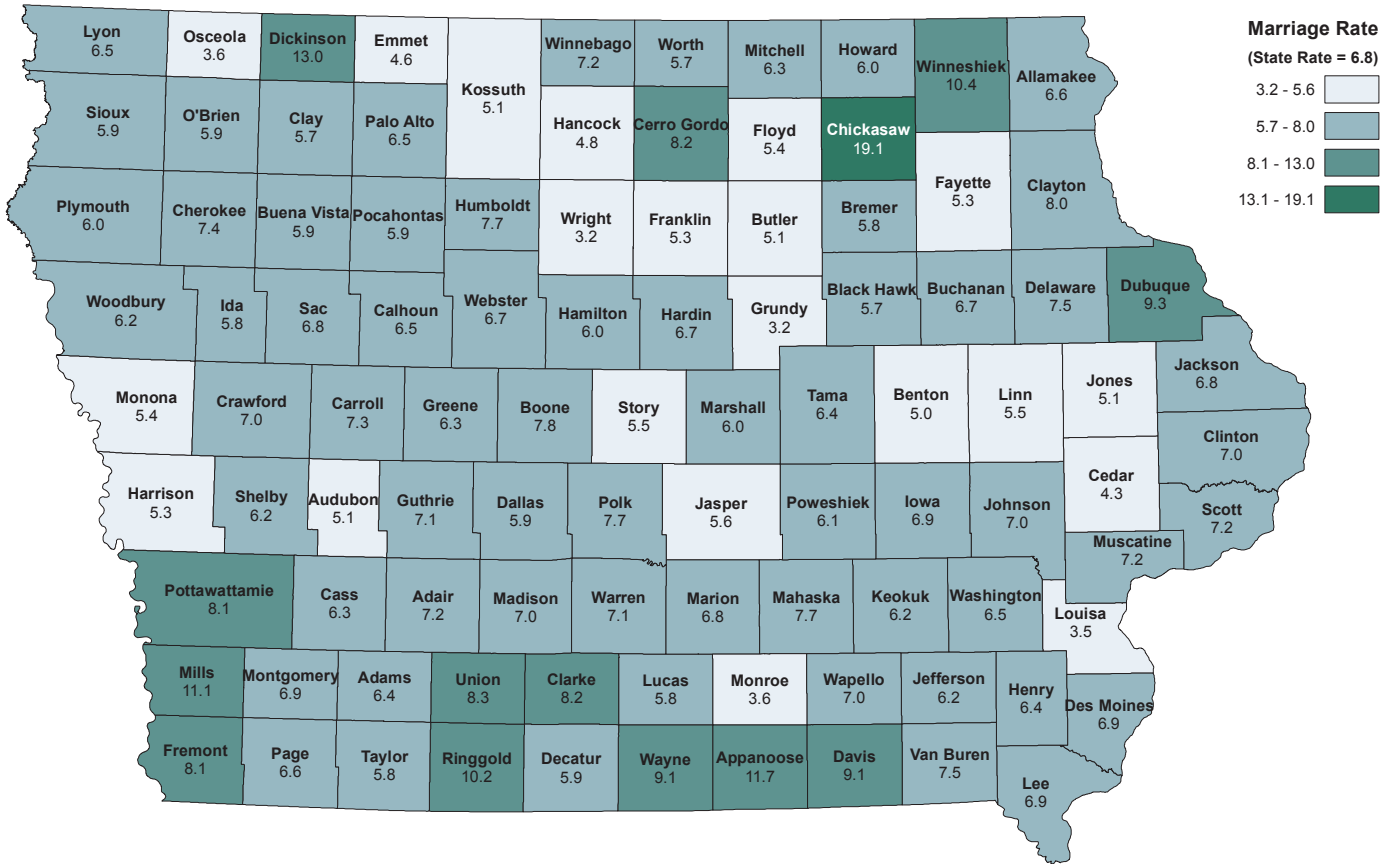 Marriage Rate
(State Rate = 6.8)
3.2 - 5.6
5.7 - 8.0
8.1 - 13.0
13.1 - 19.1
Lyon
6.5
Osceola
3.6
Dickinson
13.0
Emmet
4.6
Kossuth
5.1
Winnebago
7.2
Worth
5.7
Mitchell
6.3
Howard
6.0
Winneshiek
10.4
Allamakee
6.6
Sioux
5.9
O'Brien
5.9
Clay
5.7
Palo Alto
6.5
Hancock
4.8
Cerro Gordo
8.2
Floyd
5.4
Chickasaw
19.1
Fayette
5.3
Clayton
8.0
Plymouth
6.0
Cherokee
7.4
Buena Vista
5.9
Pocahontas
5.9
Humboldt
7.7
Wright
3.2
Franklin
5.3
Butler
5.1
Bremer
5.8
Woodbury
6.2
Ida
5.8
Sac
6.8
Calhoun
6.5
Webster
6.7
Hamilton
6.0
Hardin
6.7
Grundy
3.2
Black Hawk
5.7
Buchanan
6.7
Delaware
7.5
Dubuque
9.3
Monona
5.4
Crawford
7.0
Carroll
7.3
Greene
6.3
Boone
7.8
Story
5.5
Marshall
6.0
Tama
6.4
Benton
5.0
Linn
5.5
Jones
5.1
Jackson
6.8
Clinton
7.0
Harrison
5.3
Shelby
6.2
Audubon
5.1
Guthrie
7.1
Dallas
5.9
Polk
7.7
Jasper
5.6
Poweshiek
6.1
Iowa
6.9
Johnson
7.0
Cedar
4.3
Scott
7.2
Muscatine
7.2
Pottawattamie
8.1
Cass
6.3
Adair
7.2
Madison
7.0
Warren
7.1
Marion
6.8
Mahaska
7.7
Keokuk
6.2
Washington
6.5
Louisa
3.5
Mills
11.1
Montgomery
6.9
Adams
6.4
Union
8.3
Clarke
8.2
Lucas
5.8
Monroe
3.6
Wapello
7.0
Jefferson
6.2
Henry
6.4
Des Moines
6.9
Fremont
8.1
Page
6.6
Taylor
5.8
Ringgold
10.2
Decatur
5.9
Wayne
9.1
Appanoose
11.7
Davis
9.1
Van Buren
7.5
Lee
6.9